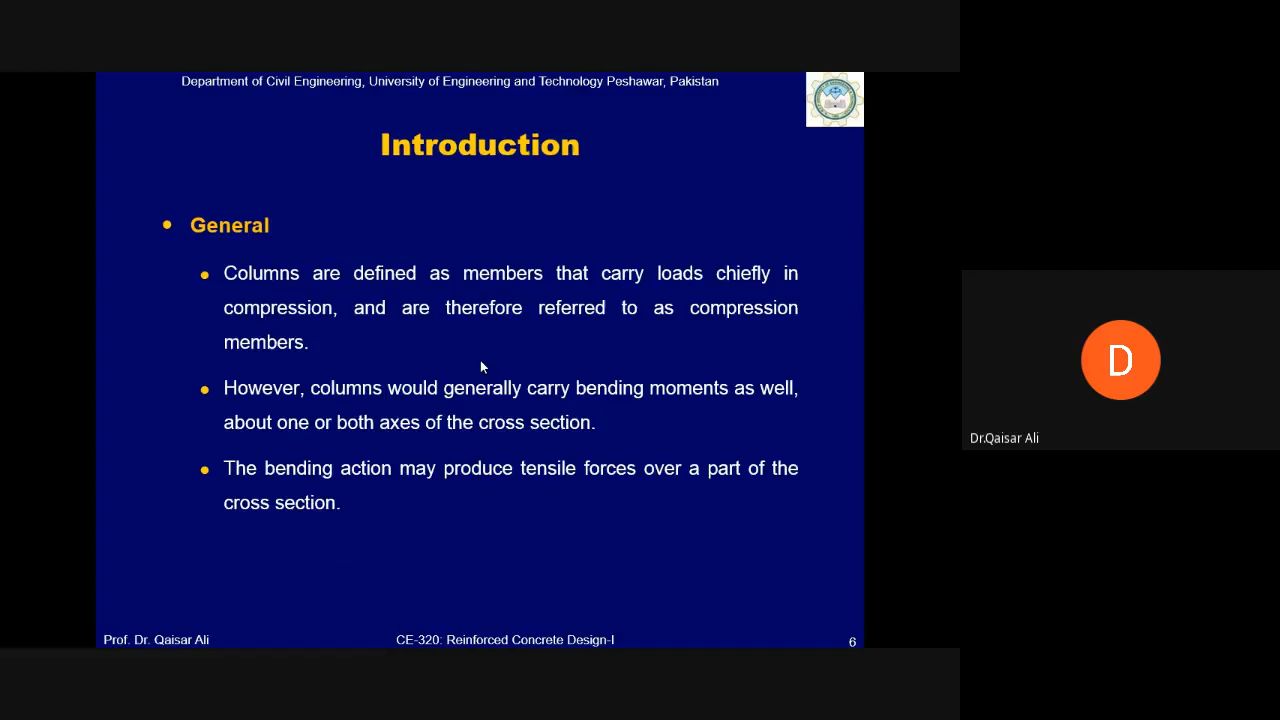 Department of Civil Engineering, University of Engineering and Technology Peshawar, Pakistan
Introduction
• General
• Columns are defined as members that carry loads chiefly in
compression, and are therefore referred to as compression
members.
• However, columns would generally carry bending moments as well,
about one or both axes of the cross section.
• The bending action may produce tensile forces over a part of the
cross section.
Prof. Dr. Qaisar Ali
CE-320: Reinforced Concrete Design-I
6
D
Dr.Qaisar Ali